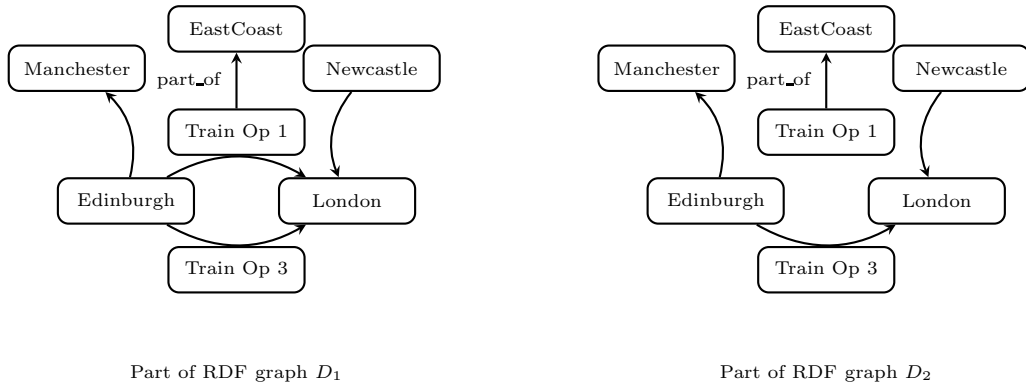 EastCoast
Manchester
Newcastle
part_of
Train Op 1
Edinburgh
London
Train Op 3
Part of RDF graph D₁
EastCoast
Manchester
Newcastle
part_of
Train Op 1
Edinburgh
London
Train Op 3
Part of RDF graph D₂